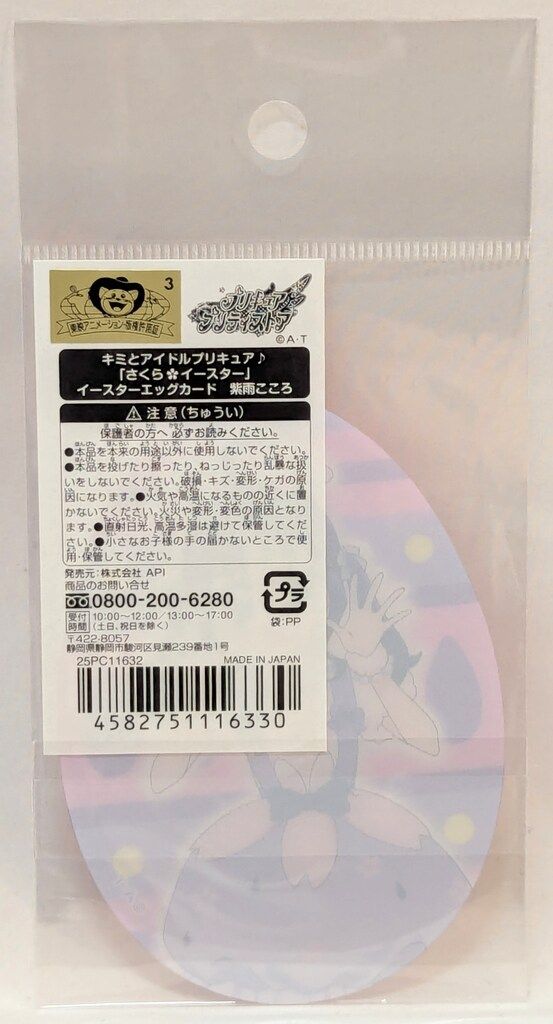 3
東映アニメーション・版権許諾証
プリキュア
プリティストア
©A・T
キミとアイドルプリキュア♪
「さくら✿イースター」
イースターエッグカード 紫雨こころ
⚠注意(ちゅうい)
保護者の方へ必ずお読みください。
●本品を本来の用途以外に使用しないでください。
●本品を投げたり擦ったり、ねっじったり乱暴な扱
いをしないでください。破損・キズ・変形・ケガの原
因になります。●火気や高温になるものの近くに置
かないでください。火災や変形・変色の原因となり
ます。●直射日光、高温多湿は避けて保管してくだ
さい。●小さなお子様の手の届かないところで使
用・保管してください。
発売元:株式会社 API
商品のお問い合せ
0800-200-6280
受付時間 10:00〜12:00/13:00〜17:00
(土日、祝日を除く)
〒422-8057
静岡県静岡市駿河区見瀬239番地1号
プラ
袋:PP
25PC11632 MADE IN JAPAN
4582751116330